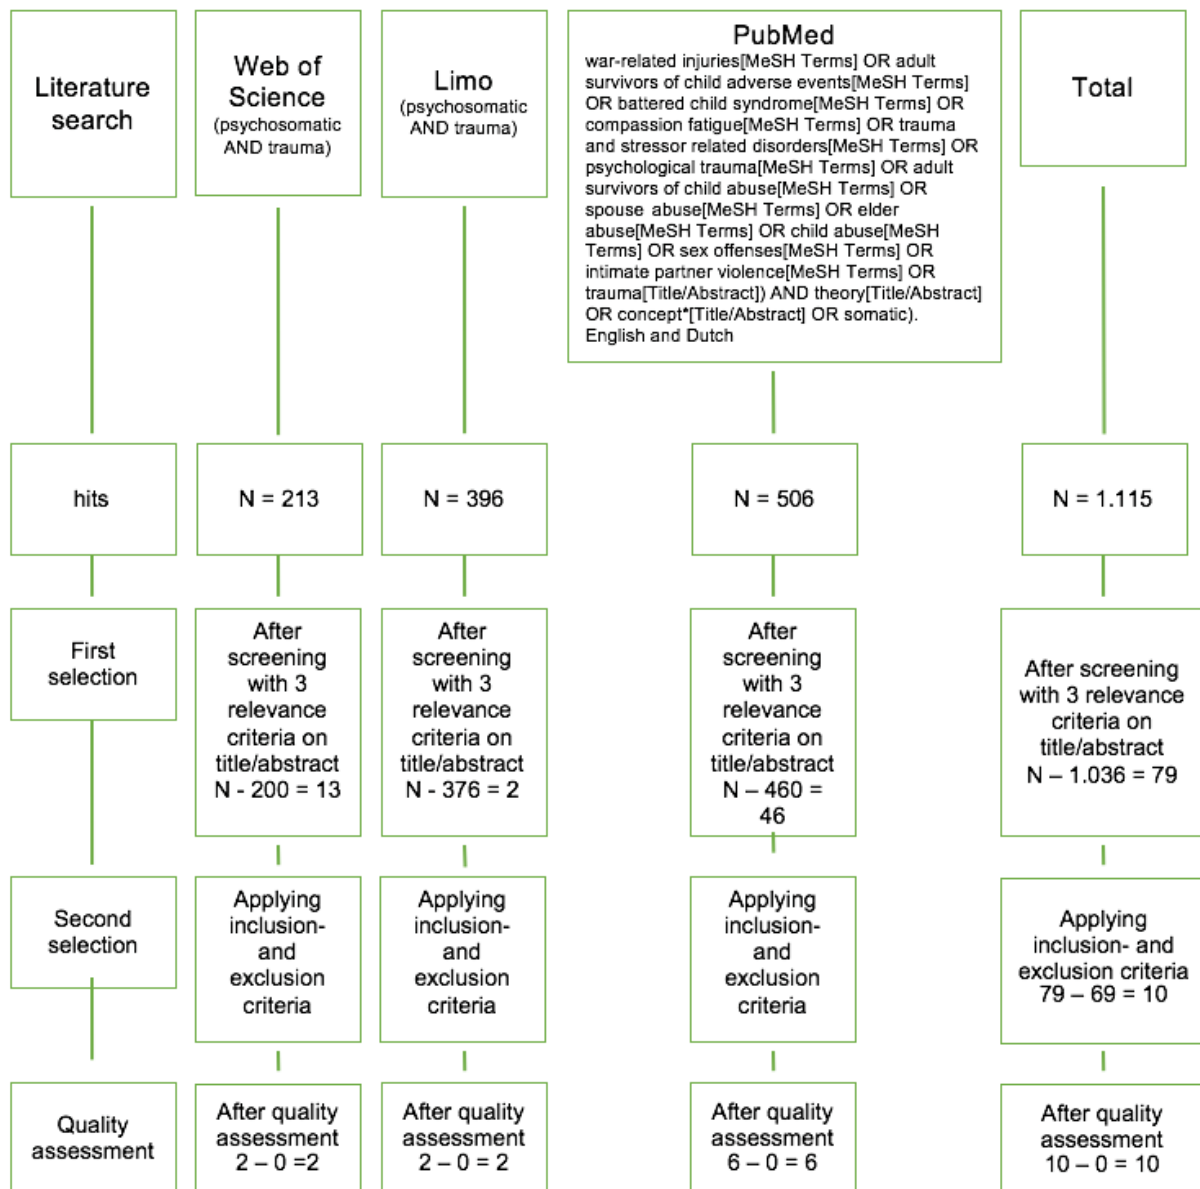 Literature
search
Web of
Science
(psychosomatic
AND trauma)
Limo
(psychosomatic
AND trauma)
PubMed
war-related injuries[MeSH Terms] OR adult
survivors of child adverse events[MeSH Terms]
OR battered child syndrome[MeSH Terms] OR
compassion fatigue[MeSH Terms] OR trauma
and stressor related disorders[MeSH Terms] OR
psychological trauma[MeSH Terms] OR adult
survivors of child abuse[MeSH Terms] OR
spouse abuse[MeSH Terms] OR elder
abuse[MeSH Terms] OR child abuse[MeSH
Terms] OR sex offenses[MeSH Terms] OR
intimate partner violence[MeSH Terms] OR
trauma[Title/Abstract]) AND theory[Title/Abstract]
OR concept*[Title/Abstract] OR somatic).
English and Dutch
Total
hits
N = 213
N = 396
N = 506
N = 1.115
First
selection
After
screening
with 3
relevance
criteria on
title/abstract
N - 200 = 13
After
screening
with 3
relevance
criteria on
title/abstract
N - 376 = 2
After
screening
with 3
relevance
criteria on
title/abstract
N – 460 =
46
After screening
with 3 relevance
criteria on
title/abstract
N – 1.036 = 79
Second
selection
Applying
inclusion-
and
exclusion
criteria
Applying
inclusion-
and
exclusion
criteria
Applying
inclusion-
and
exclusion
criteria
Applying
inclusion- and
exclusion criteria
79 – 69 = 10
Quality
assessment
After quality
assessment
2 – 0 =2
After quality
assessment
2 – 0 = 2
After quality
assessment
6 – 0 = 6
After quality
assessment
10 – 0 = 10